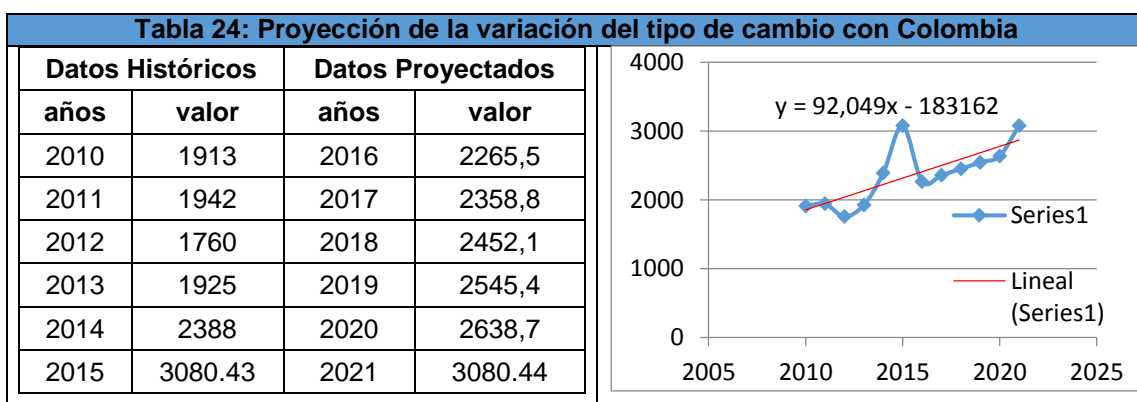 Tabla 24: Proyección de la variación del tipo de cambio con Colombia
Datos Históricos Datos Proyectados
años valor años valor
2010 1913 2016 2265,5
2011 1942 2017 2358,8
2012 1760 2018 2452,1
2013 1925 2019 2545,4
2014 2388 2020 2638,7
2015 3080.43 2021 3080.44
4000
3000
2000
1000
0
y = 92,049x - 183162
Series1
Lineal
(Series1)
2005 2010 2015 2020 2025